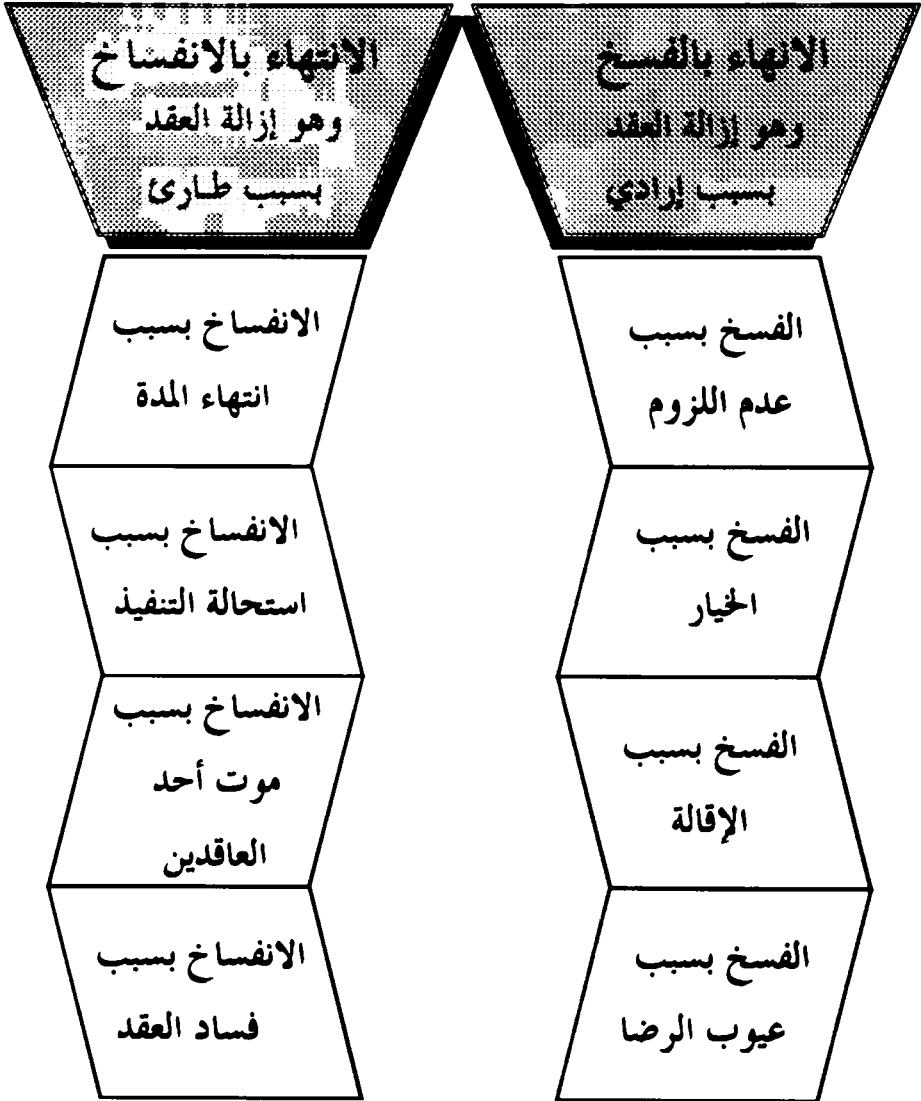 الانهاء بالفسخ
وهو إزالة العقد
بسبب إرادي
الفسخ بسبب
عدم اللزوم
الفسخ بسبب
الخيار
الفسخ بسبب
الإقالة
الفسخ بسبب
عيوب الرضا
الانتهاء بالانفساخ
وهو إزالة العقد
بسبب طارئ
الانفساخ بسبب
انتهاء المدة
الانفساخ بسبب
استحالة التنفيذ
الانفساخ بسبب
موت أحد
العاقدين
الانفساخ بسبب
فساد العقد